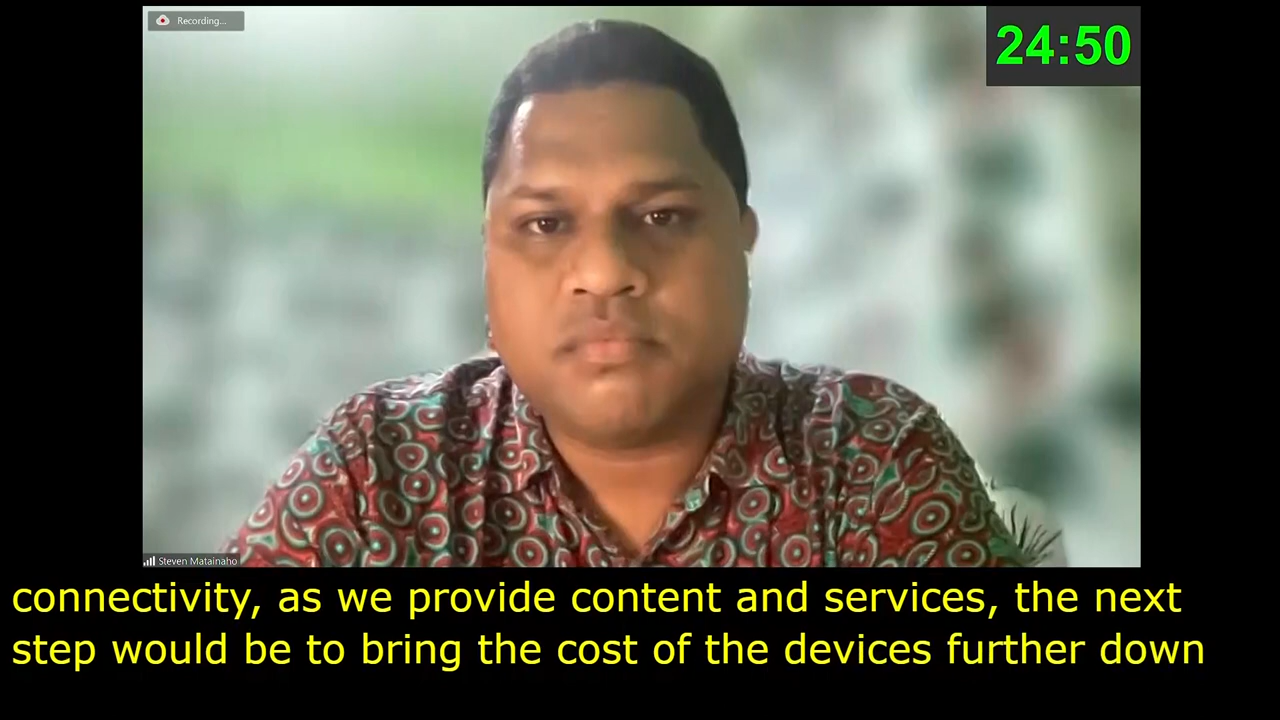 Recording...
24:50
Steven Matainaho
connectivity, as we provide content and services, the next
step would be to bring the cost of the devices further down